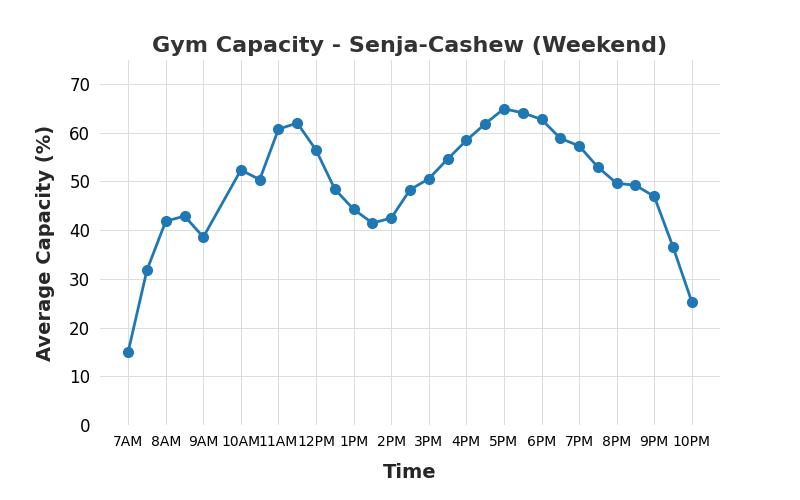 Gym Capacity - Senja-Cashew (Weekend)
Average Capacity (%)
70
60
50
40
30
20
10
0
7AM 8AM 9AM 10AM 11AM 12PM 1PM 2PM 3PM 4PM 5PM 6PM 7PM 8PM 9PM 10PM
Time